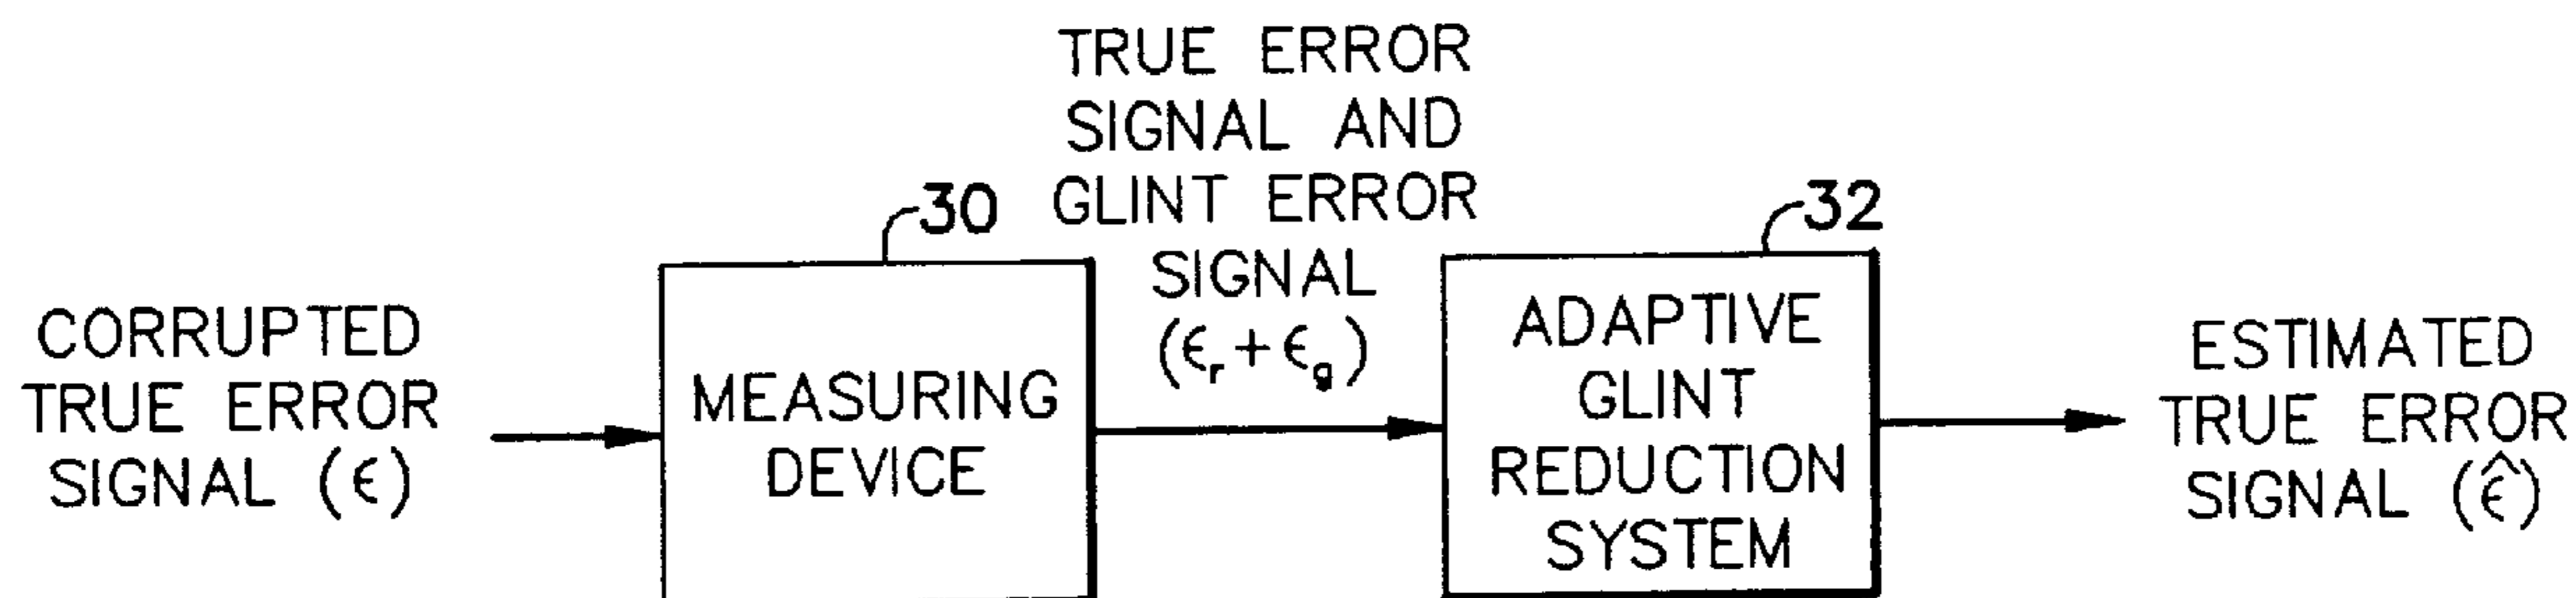 CORRUPTED
TRUE ERROR
SIGNAL (ϵ)
30
MEASURING
DEVICE
TRUE ERROR
SIGNAL AND
GLINT ERROR
SIGNAL
(ϵᵣ + ϵg)
32
ADAPTIVE
GLINT
REDUCTION
SYSTEM
ESTIMATED
TRUE ERROR
SIGNAL (ϵ̂)